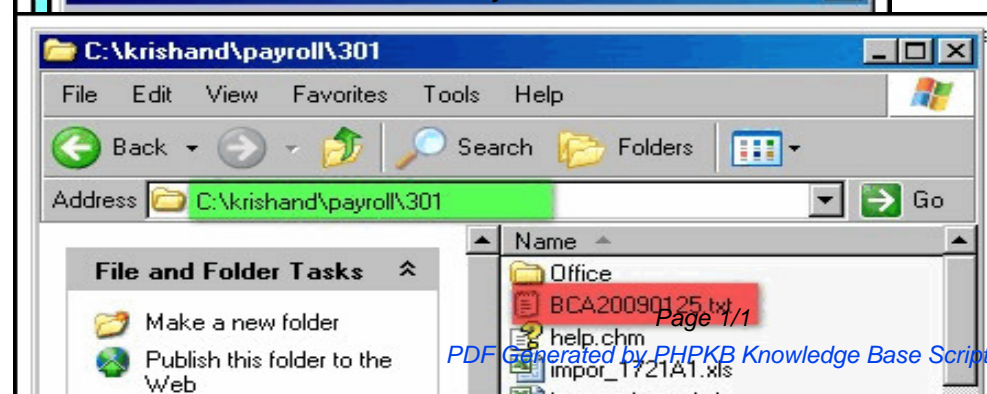 C:\krishand\payroll\301
File Edit View Favorites Tools Help
Back Search Folders
Address C:\krishand\payroll\301 Go
Name
File and Folder Tasks
Office
BCA20090125.txt
Page 1/1
Make a new folder
help.chm
Publish this folder to the Web
PDF Generated by PHPKB Knowledge Base Script
impor_1721A1.xls